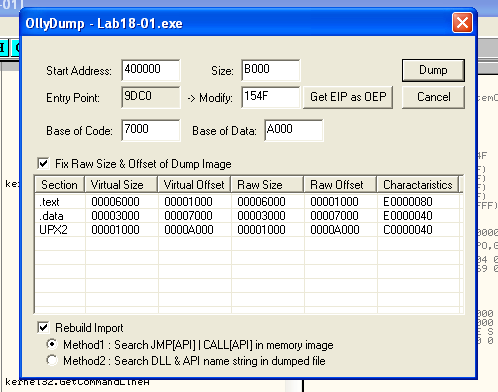 OllyDump - Lab18-01.exe
Start Address: 400000 Size: B000 Dump
Entry Point: 9DC0 -> Modify: 154F Get EIP as OEP Cancel
Base of Code: 7000 Base of Data: A000
Fix Raw Size & Offset of Dump Image
Section Virtual Size Virtual Offset Raw Size Raw Offset Charactaristics
.text 00006000 00001000 00006000 00001000 E0000080
.data 00003000 00007000 00003000 00007000 E0000040
UPX2 00001000 0000A000 00001000 0000A000 C0000040
Rebuild Import
Method1 : Search JMP[API] | CALL[API] in memory image
Method2 : Search DLL & API name string in dumped file
kernel32.GetCommandLineA